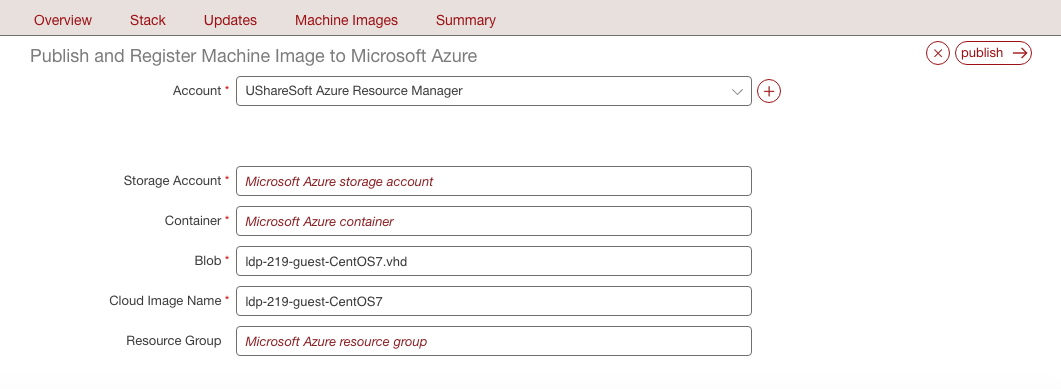 Overview Stack Updates Machine Images Summary
Publish and Register Machine Image to Microsoft Azure
publish
Account * UShareSoft Azure Resource Manager
Storage Account * Microsoft Azure storage account
Container * Microsoft Azure container
Blob * ldp-219-guest-CentOS7.vhd
Cloud Image Name * ldp-219-guest-CentOS7
Resource Group Microsoft Azure resource group